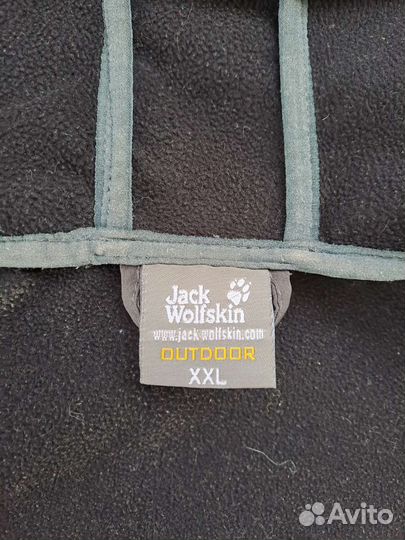 Jack
Wolfskin
www.jack-wolfskin.com
OUTDOOR
XXL
Avito